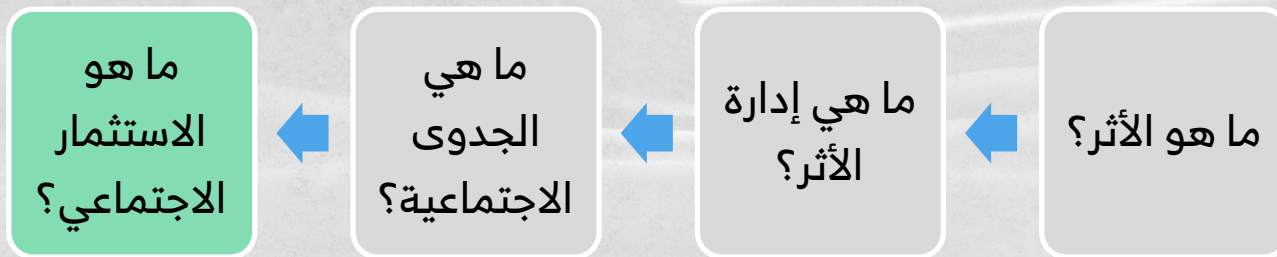 ما هو الأثر؟
ما هي إدارة
الأثر؟
ما هي
الجدوى
الاجتماعية؟
ما هو
الاستثمار
الاجتماعي؟